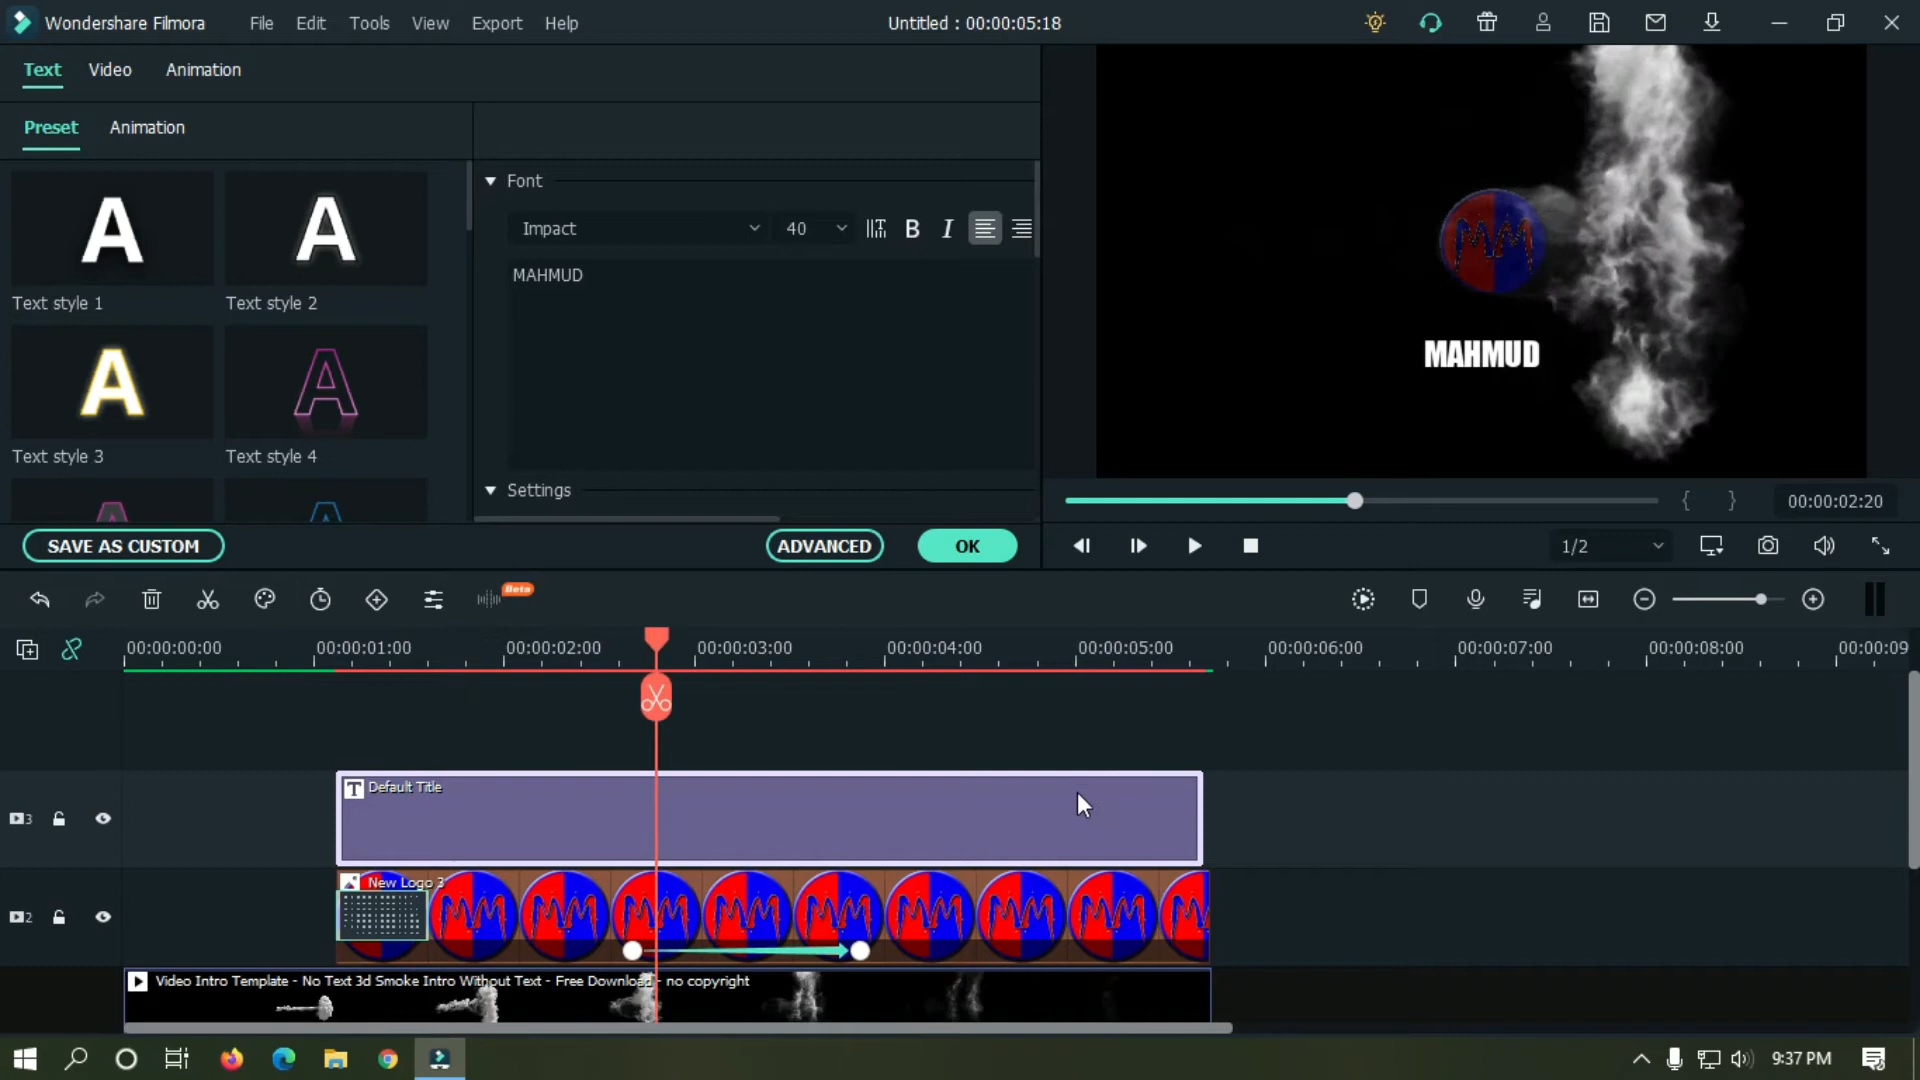 Wondershare Filmora
File Edit Tools View Export Help
Untitled : 00:00:05:18
Text Video Animation
Preset Animation
Font
Impact 40 B I
MAHMUD
A A
Text style 1 Text style 2
A A
Text style 3 Text style 4
Settings
SAVE AS CUSTOM
ADVANCED OK
MM
MAHMUD
{ } 00:00:02:20
1/2
Beta
00:00:00:00 00:00:01:00 00:00:02:00 00:00:03:00 00:00:04:00 00:00:05:00 00:00:06:00 00:00:07:00 00:00:08:00 00:00:09
3
T Default Title
2
New Logo 3
Video Intro Template - No Text 3d Smoke Intro Without Text - Free Download - no copyright
9:37 PM